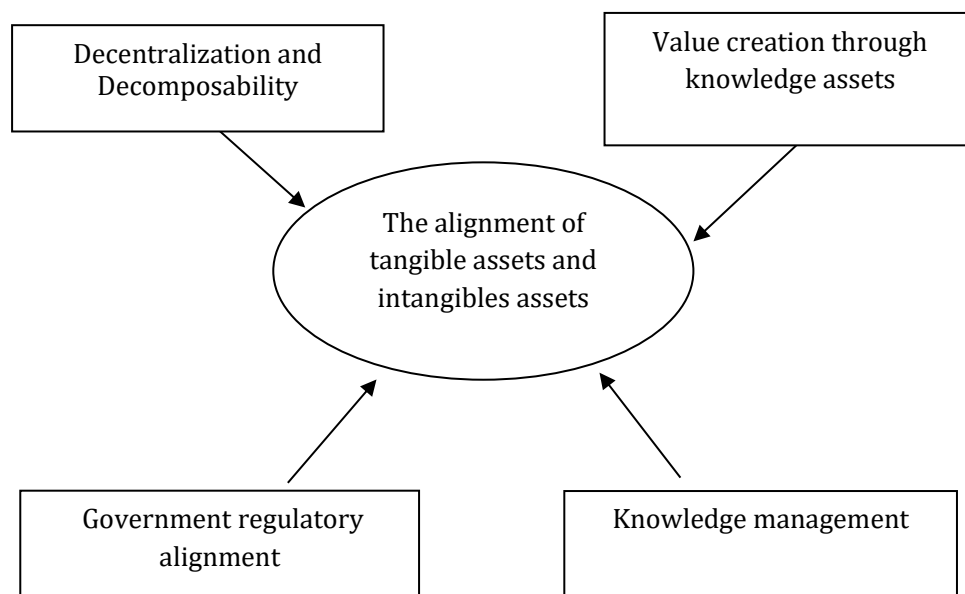 Decentralization and
Decomposability
Value creation through
knowledge assets
The alignment of
tangible assets and
intangibles assets
Government regulatory
alignment
Knowledge management